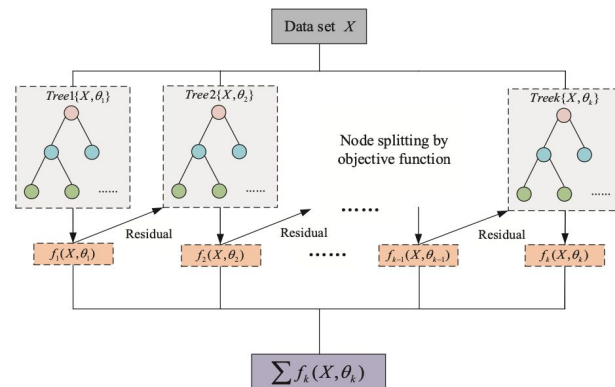 Data set X
Tree1{X,θ₁}
Tree2{X,θ₂}
Treek{X,θₖ}
Node splitting by
objective function
......
......
......
......
Residual
Residual
Residual
f₁(X,θ₁)
f₂(X,θ₂)
......
fₖ₋₁(X,θₖ₋₁)
fₖ(X,θₖ)
∑ fₖ(X,θₖ)